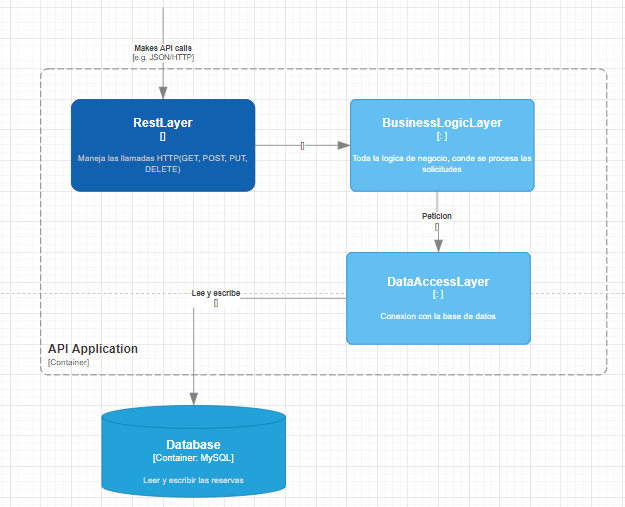 Makes API calls
[e.g. JSON/HTTP]
RestLayer
[]
Maneja las llamadas HTTP(GET, POST, PUT,
DELETE)
[]
BusinessLogicLayer
[: ]
Toda la logica de negocio, conde se procesa las
solicitudes
Peticion
[]
DataAccessLayer
[: ]
Conexion con la base de datos
Lee y escribe
[]
API Application
[Container]
Database
[Container: MySQL]
Leer y escribir las reservas